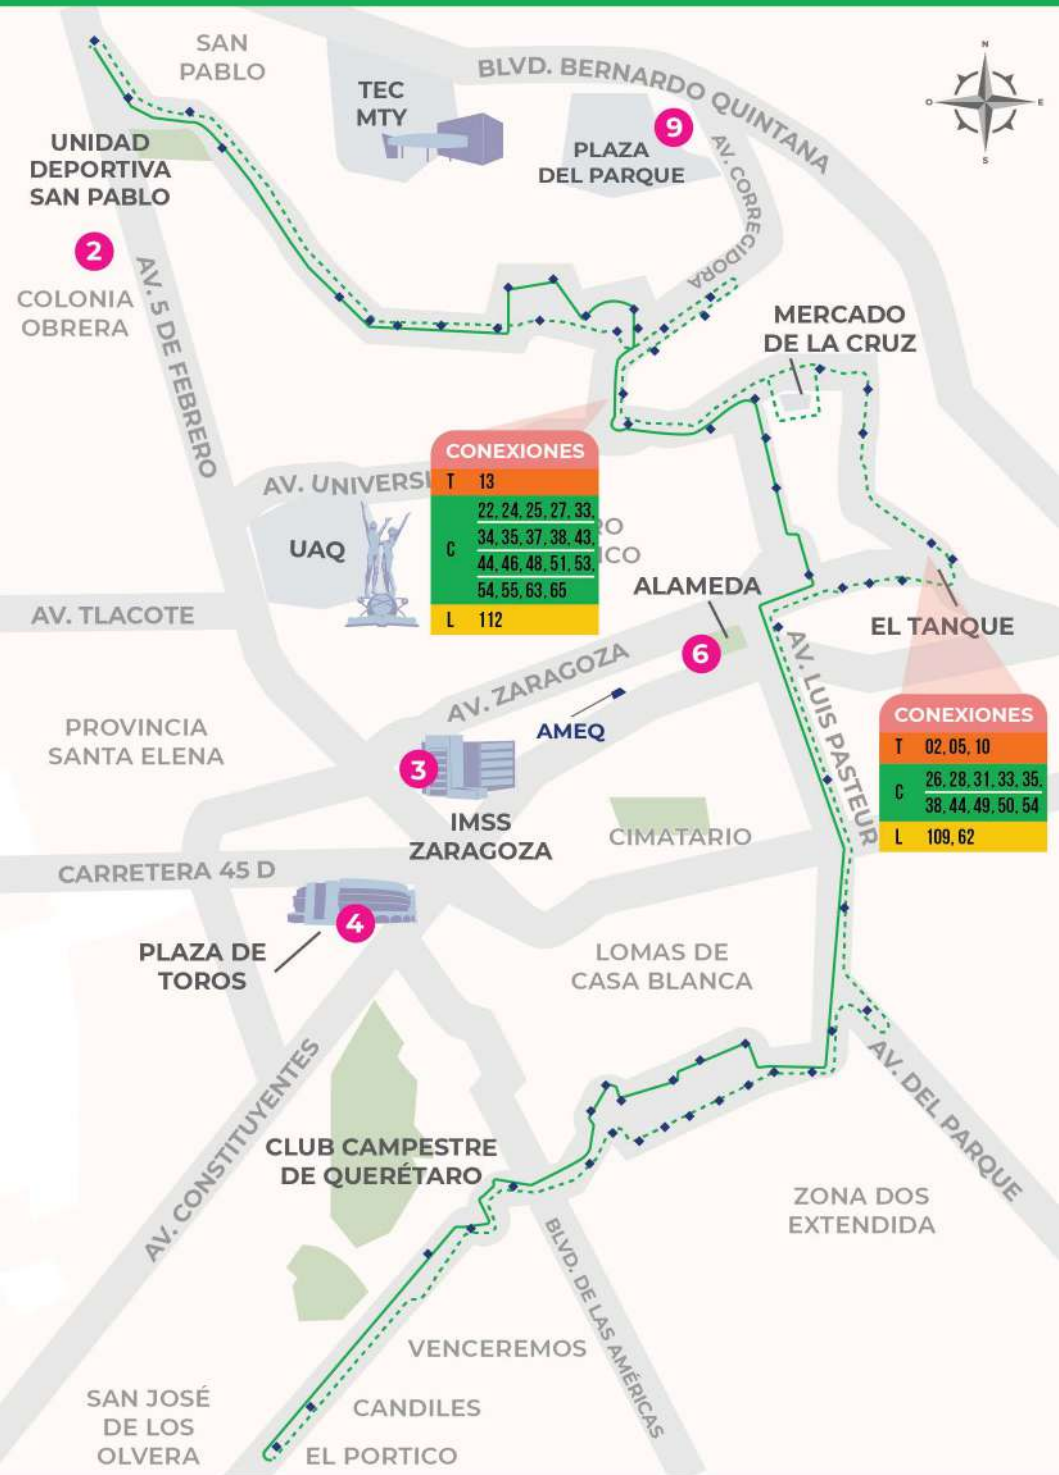 SAN
PABLO
TEC
MTY
BLVD. BERNARDO QUINTANA
N
O
E
S
9
PLAZA
DEL PARQUE
AV. CORREGIDORA
UNIDAD
DEPORTIVA
SAN PABLO
2
COLONIA
OBRERA
AV. 5 DE FEBRERO
MERCADO
DE LA CRUZ
CONEXIONES
T 13
C 22, 24, 25, 27, 33,
34, 35, 37, 38, 43,
44, 46, 48, 51, 53,
54, 55, 63, 65
L 112
AV. UNIVERSI
RO
ICO
UAQ
ALAMEDA
AV. TLACOTE
EL TANQUE
6
AV. ZARAGOZA
AMEQ
AV. LUIS PASTEUR
CONEXIONES
T 02, 05, 10
C 26, 28, 31, 33, 35,
38, 44, 49, 50, 54
L 109, 62
PROVINCIA
SANTA ELENA
3
IMSS
ZARAGOZA
CIMATARIO
CARRETERA 45 D
4
PLAZA DE
TOROS
LOMAS DE
CASA BLANCA
AV. CONSTITUYENTES
AV. DEL PARQUE
CLUB CAMPESTRE
DE QUERÉTARO
ZONA DOS
EXTENDIDA
BLVD. DE LAS AMÉRICAS
VENCEREMOS
SAN JOSÉ
DE LOS
OLVERA
CANDILES
EL PORTICO